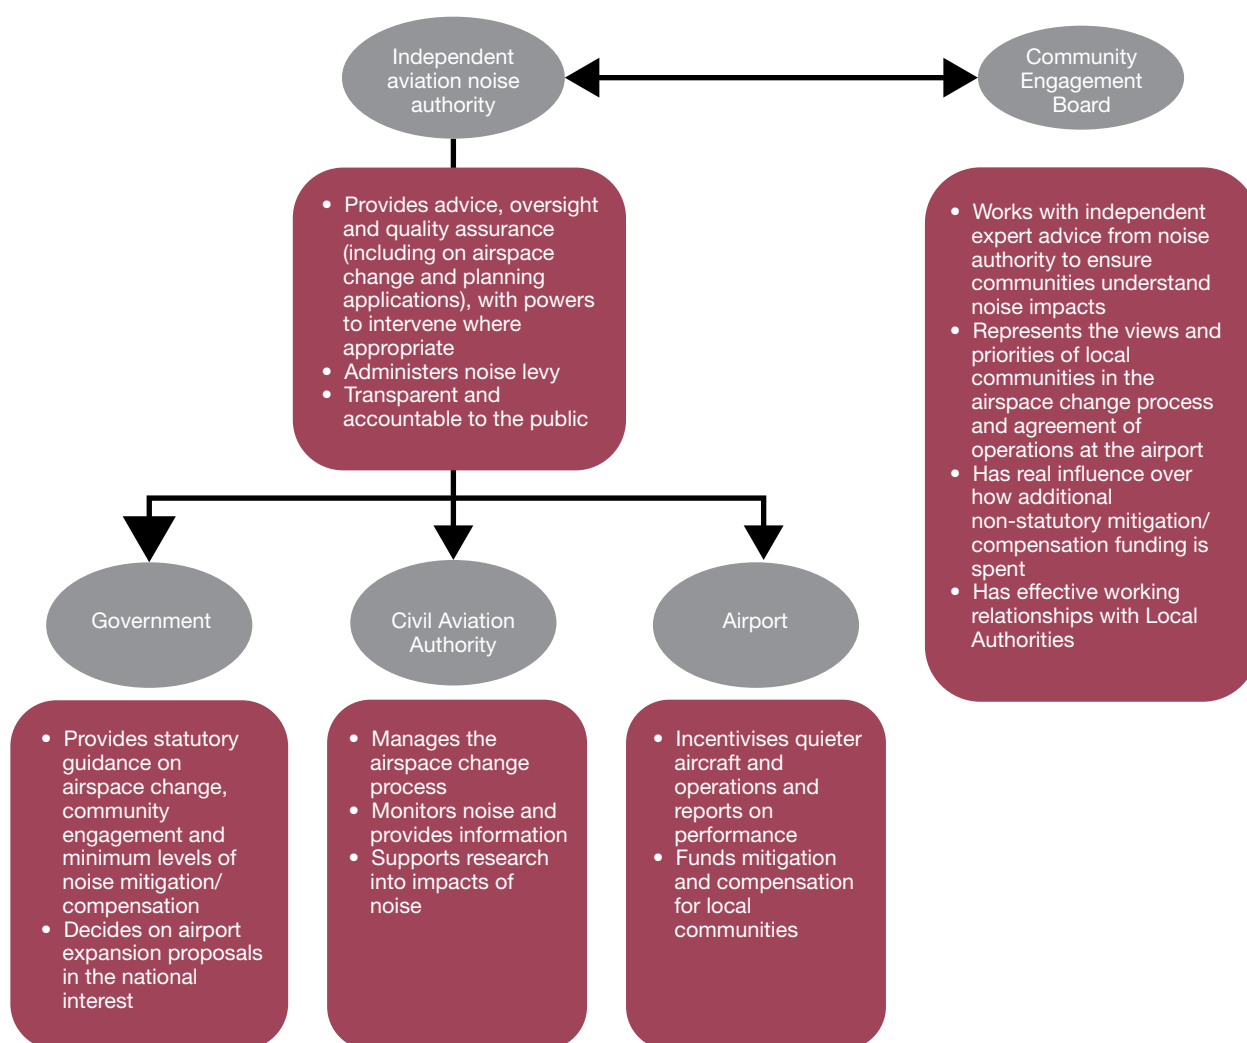 Independent
aviation noise
authority
Community
Engagement
Board
• Provides advice, oversight
and quality assurance
(including on airspace
change and planning
applications), with powers
to intervene where
appropriate
• Administers noise levy
• Transparent and
accountable to the public
• Works with independent
expert advice from noise
authority to ensure
communities understand
noise impacts
• Represents the views and
priorities of local
communities in the
airspace change process
and agreement of
operations at the airport
• Has real influence over
how additional
non-statutory mitigation/
compensation funding is
spent
• Has effective working
relationships with Local
Authorities
Government
Civil Aviation
Authority
Airport
• Provides statutory
guidance on
airspace change,
community
engagement and
minimum levels of
noise mitigation/
compensation
• Decides on airport
expansion proposals
in the national
interest
• Manages the
airspace change
process
• Monitors noise and
provides information
• Supports research
into impacts of
noise
• Incentivises quieter
aircraft and
operations and
reports on
performance
• Funds mitigation
and compensation
for local
communities